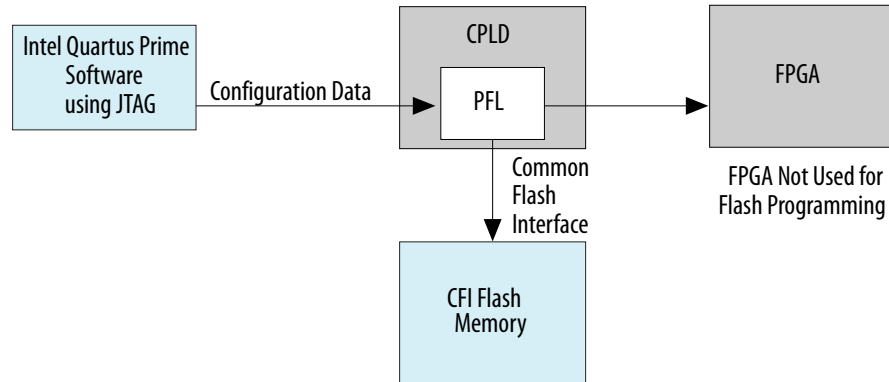 Intel Quartus Prime
Software
using JTAG
Configuration Data
CPLD
PFL
FPGA
FPGA Not Used for
Flash Programming
Common
Flash
Interface
CFI Flash
Memory